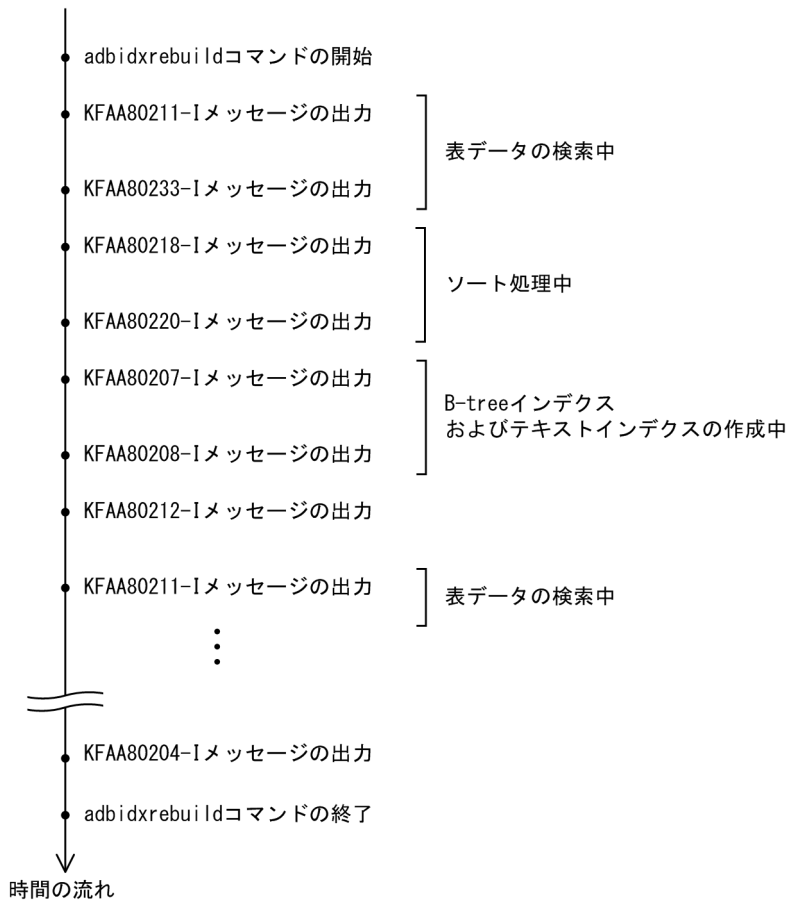 adbidxrebuildコマンドの開始
KFAA80211-Iメッセージの出力
表データの検索中
KFAA80233-Iメッセージの出力
KFAA80218-Iメッセージの出力
ソート処理中
KFAA80220-Iメッセージの出力
KFAA80207-Iメッセージの出力
B-treeインデクス
およびテキストインデクスの作成中
KFAA80208-Iメッセージの出力
KFAA80212-Iメッセージの出力
KFAA80211-Iメッセージの出力
表データの検索中
KFAA80204-Iメッセージの出力
adbidxrebuildコマンドの終了
時間の流れ